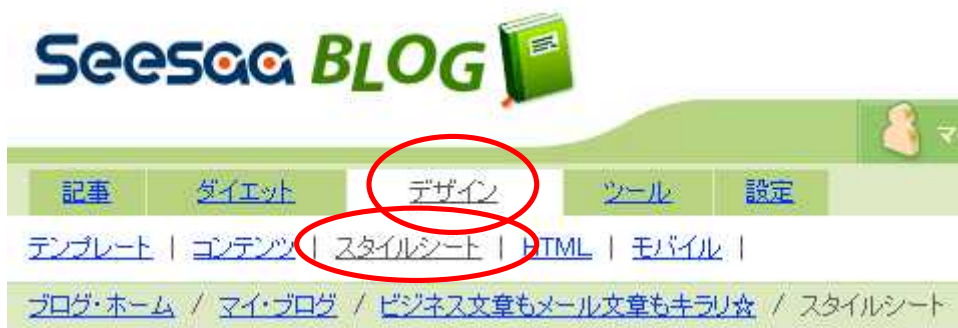 Seesaa BLOG
マ
記事 ダイエット デザイン ツール 設定
テンプレート | コンテンツ | スタイルシート | HTML | モバイル |
ブログ・ホーム / マイ・ブログ / ビジネス文章もメール文章もキラリ☆ / スタイルシート